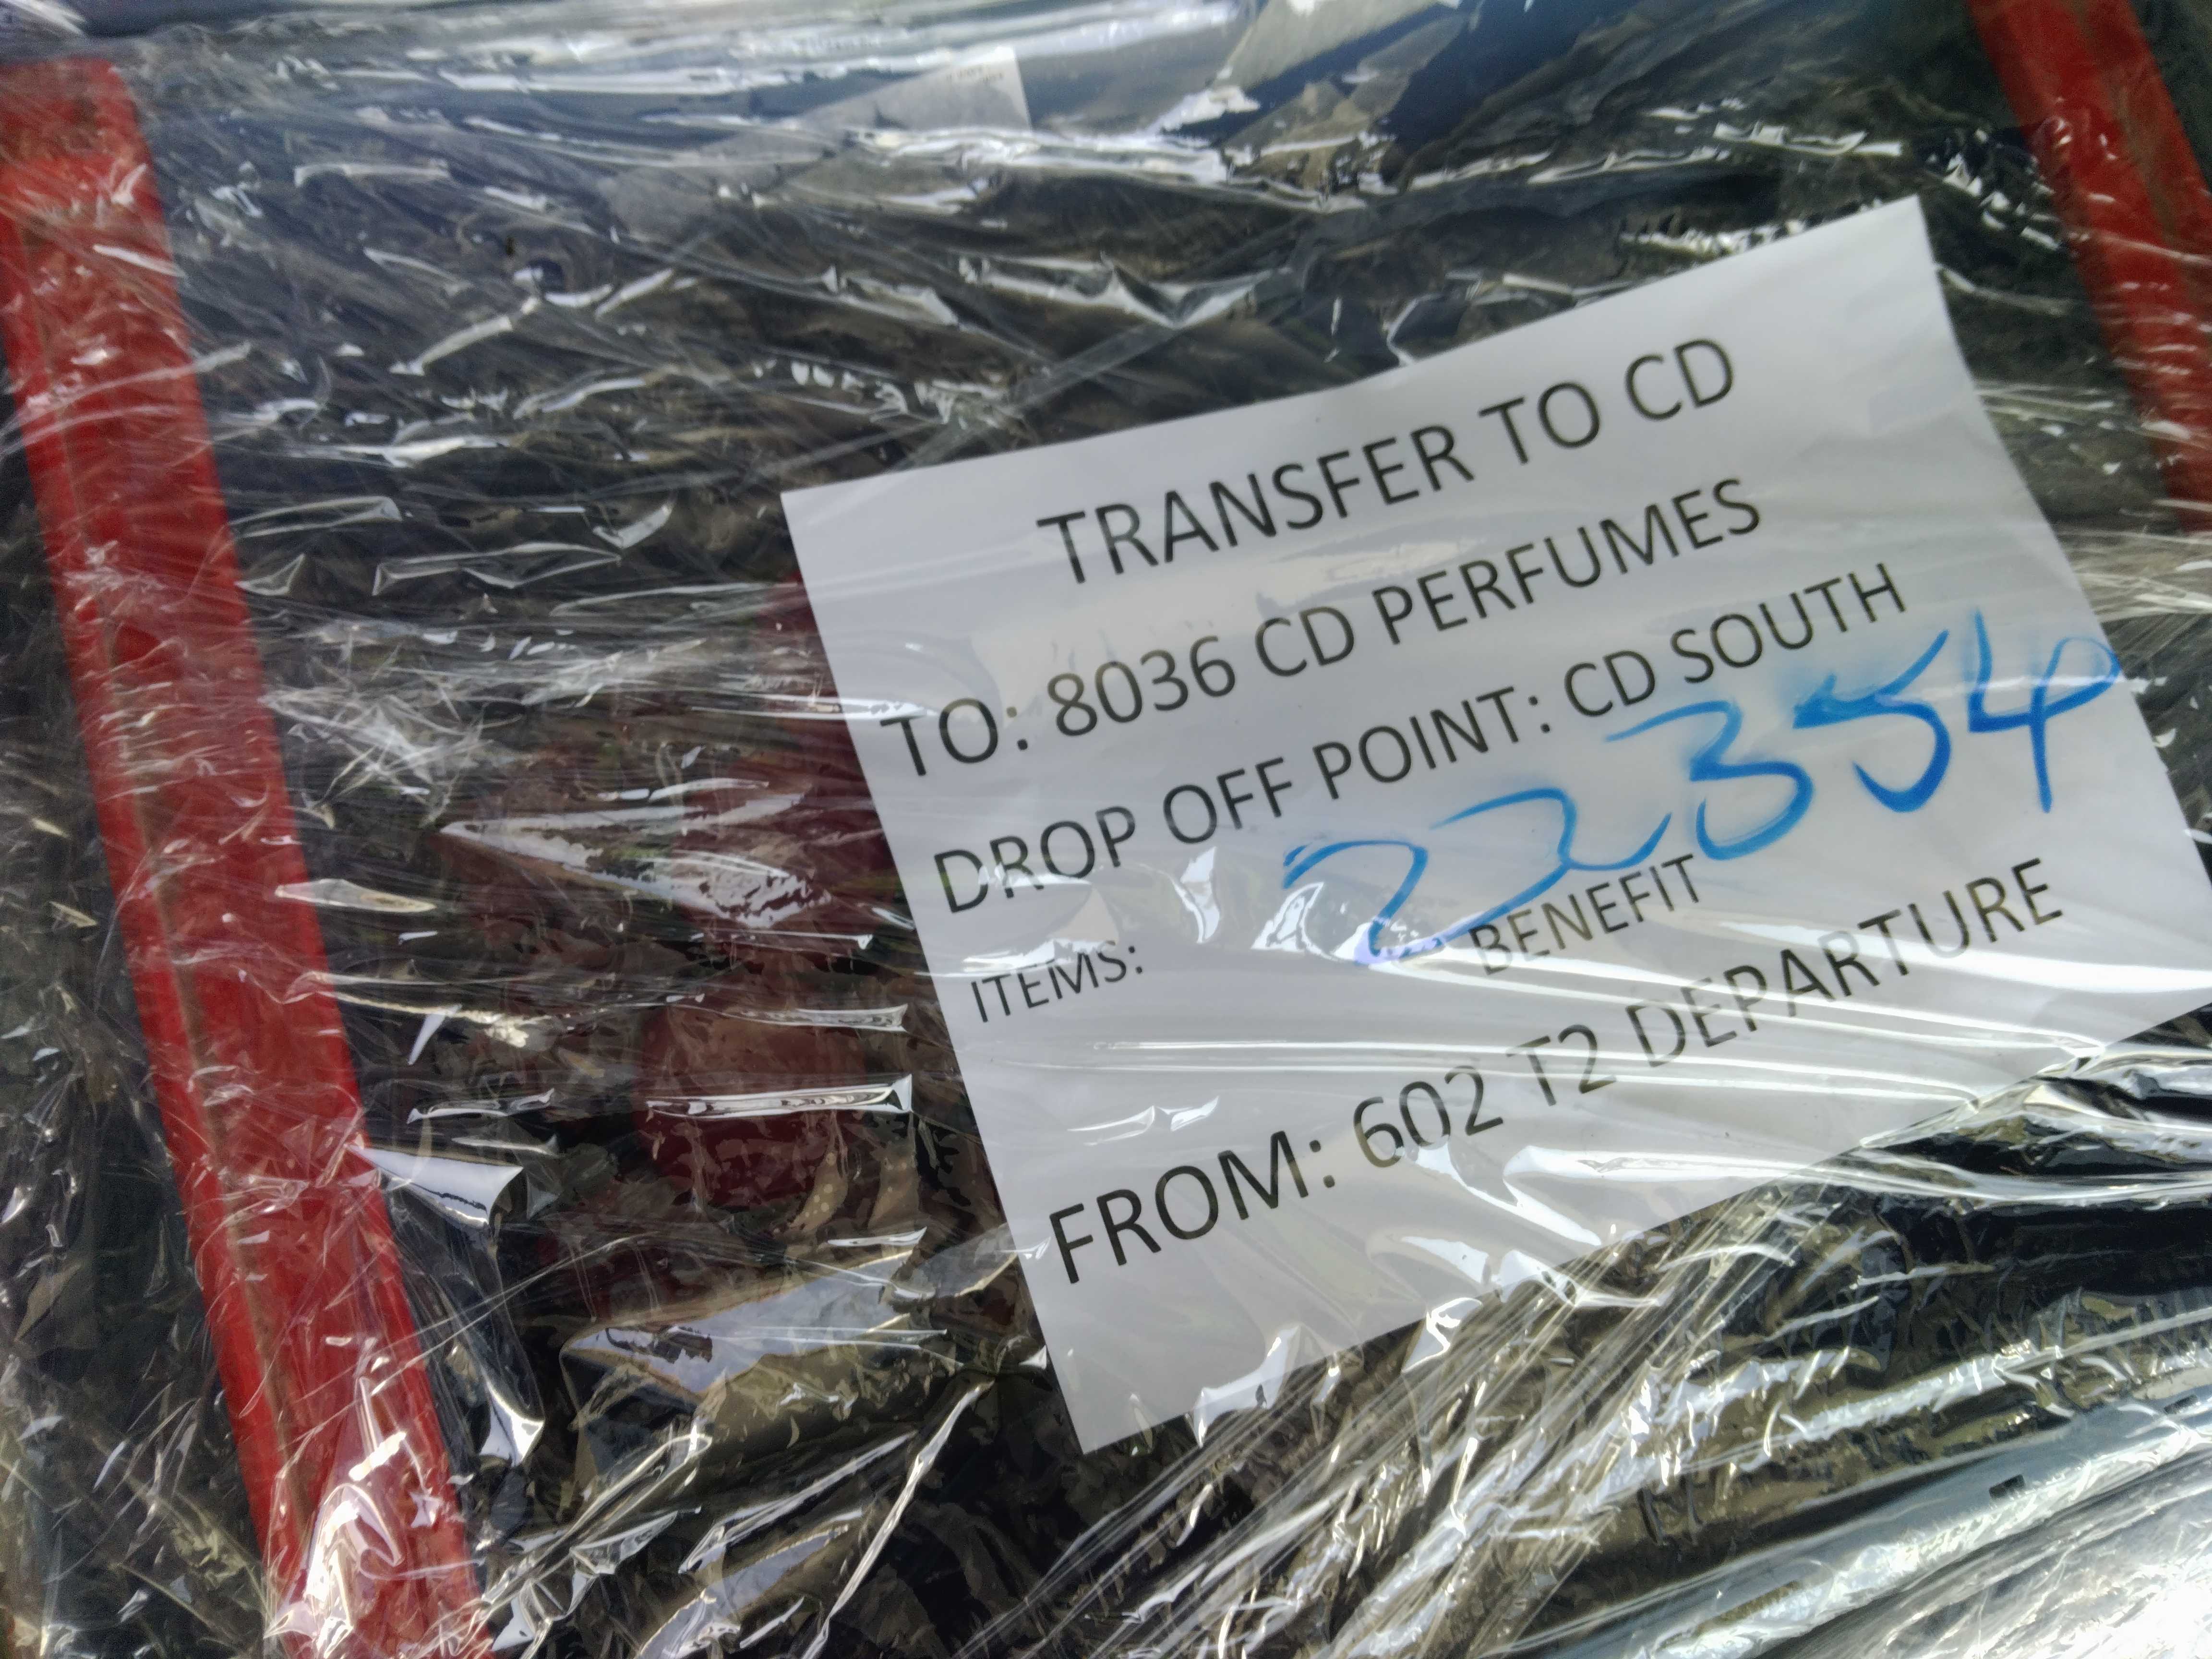 TRANSFER TO CD
TO: 8036 CD PERFUMES
DROP OFF POINT: CD SOUTH
22354
ITEMS: BENEFIT
FROM: 602 T2 DEPARTURE